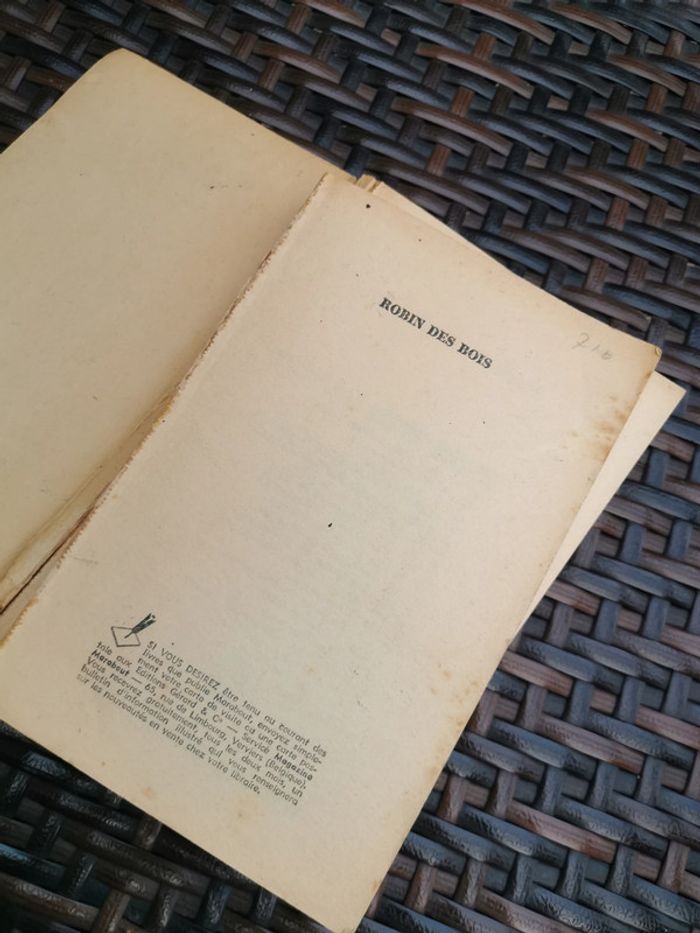 ROBIN DES BOIS
SI VOUS DESIREZ être tenu au courant des
livres que publie Marabout, envoyez simple-
ment votre carte de visite ou une carte pos-
tale aux Editions Gérard & C° — Service Magazine
Marabout — 65, rue de Limbourg, Verviers (Belgique).
Vous recevrez gratuitement, tous les deux mois, un
bulletin d'information illustré qui vous renseignera
sur les nouveautés en vente chez votre libraire.